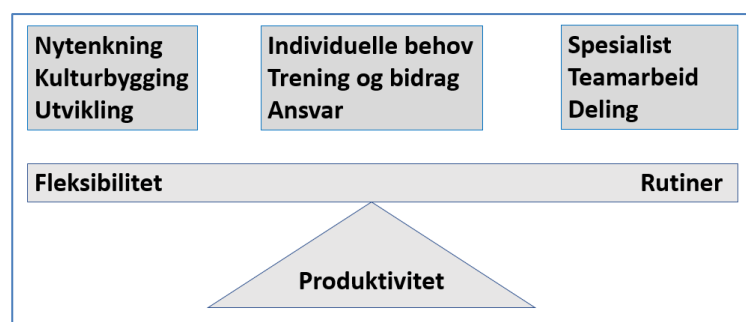 Nytenkning
Kulturbygging
Utvikling
Individuelle behov
Trening og bidrag
Ansvar
Spesialist
Teamarbeid
Deling
Fleksibilitet
Rutiner
Produktivitet